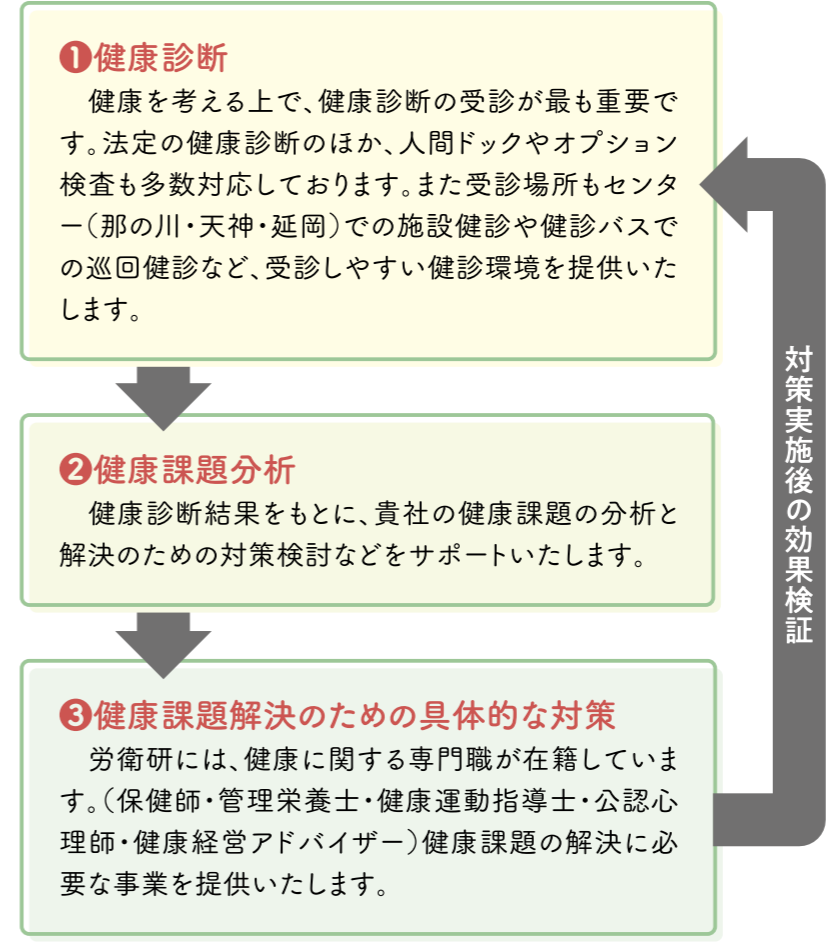 ❶健康診断
　健康を考える上で、健康診断の受診が最も重要で
す。法定の健康診断のほか、人間ドックやオプション
検査も多数対応しております。また受診場所もセンタ
ー（那の川・天神・延岡）での施設健診や健診バスで
の巡回健診など、受診しやすい健診環境を提供いた
します。
❷健康課題分析
　健康診断結果をもとに、貴社の健康課題の分析と
解決のための対策検討などをサポートいたします。
❸健康課題解決のための具体的な対策
　労衛研には、健康に関する専門職が在籍していま
す。（保健師・管理栄養士・健康運動指導士・公認心
理師・健康経営アドバイザー）健康課題の解決に必
要な事業を提供いたします。
対策実施後の効果検証